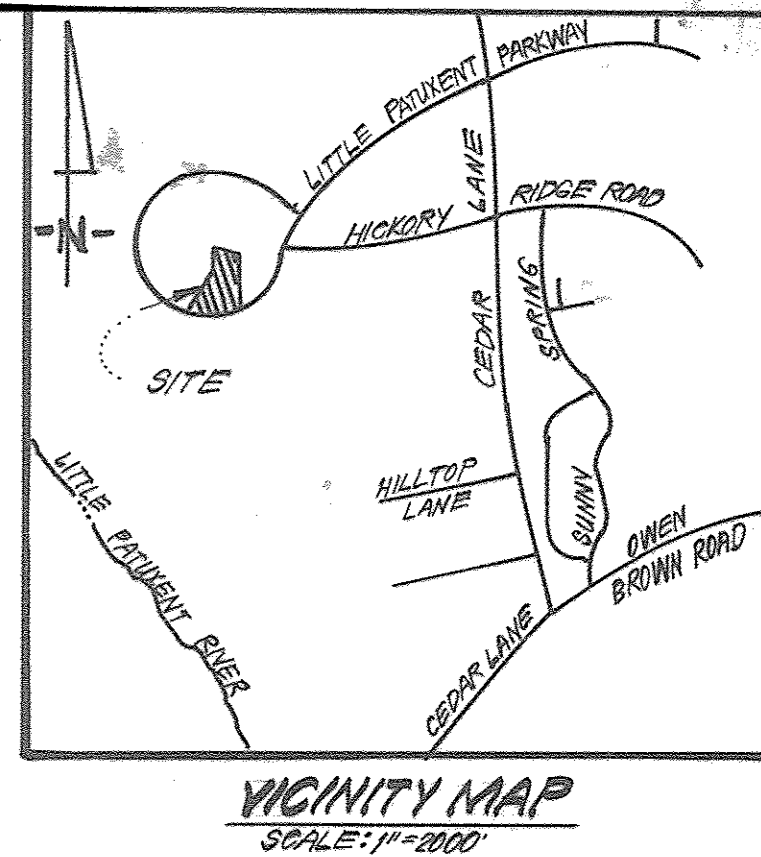 LITTLE PATUXENT PARKWAY
-N-
CEDAR LANE
HICKORY RIDGE ROAD
SITE
SUNNY SPRING
HILLTOP
LANE
LITTLE PATUXENT RIVER
OWEN
BROWN ROAD
CEDAR LANE
VICINITY MAP
SCALE: 1"=2000'